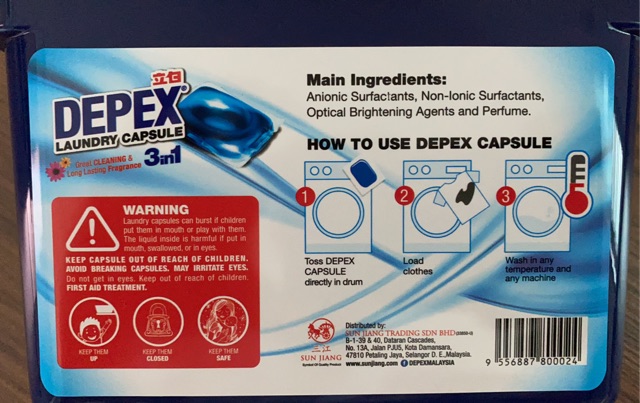 立白
DEPEX
LAUNDRY CAPSULE
Great CLEANING &
Long Lasting Fragrance
3in1
Main Ingredients:
Anionic Surfactants, Non-Ionic Surfactants,
Optical Brightening Agents and Perfume.
HOW TO USE DEPEX CAPSULE
1
2
3
Toss DEPEX
CAPSULE
directly in drum
Load
clothes
Wash in any
temperature and
any machine
WARNING
Laundry capsules can burst if children
put them in mouth or play with them.
The liquid inside is harmful if put in
mouth, swallowed, or in eyes.
KEEP CAPSULE OUT OF REACH OF CHILDREN.
AVOID BREAKING CAPSULES. MAY IRRITATE EYES.
Do not get in eyes. Keep out of reach of children.
FIRST AID TREATMENT.
KEEP THEM
UP
KEEP THEM
CLOSED
KEEP THEM
SAFE
三江
SUN JIANG
Symbol Of Quality Product
Distributed by:
SUN JIANG TRADING SDN BHD
B-1-39 & 40, Dataran Cascades,
No. 13A, Jalan PJU5, Kota Damansara,
47810 Petaling Jaya, Selangor D. E., Malaysia.
www.sunjiang.com DEPEXMALAYSIA
9 556887 800024